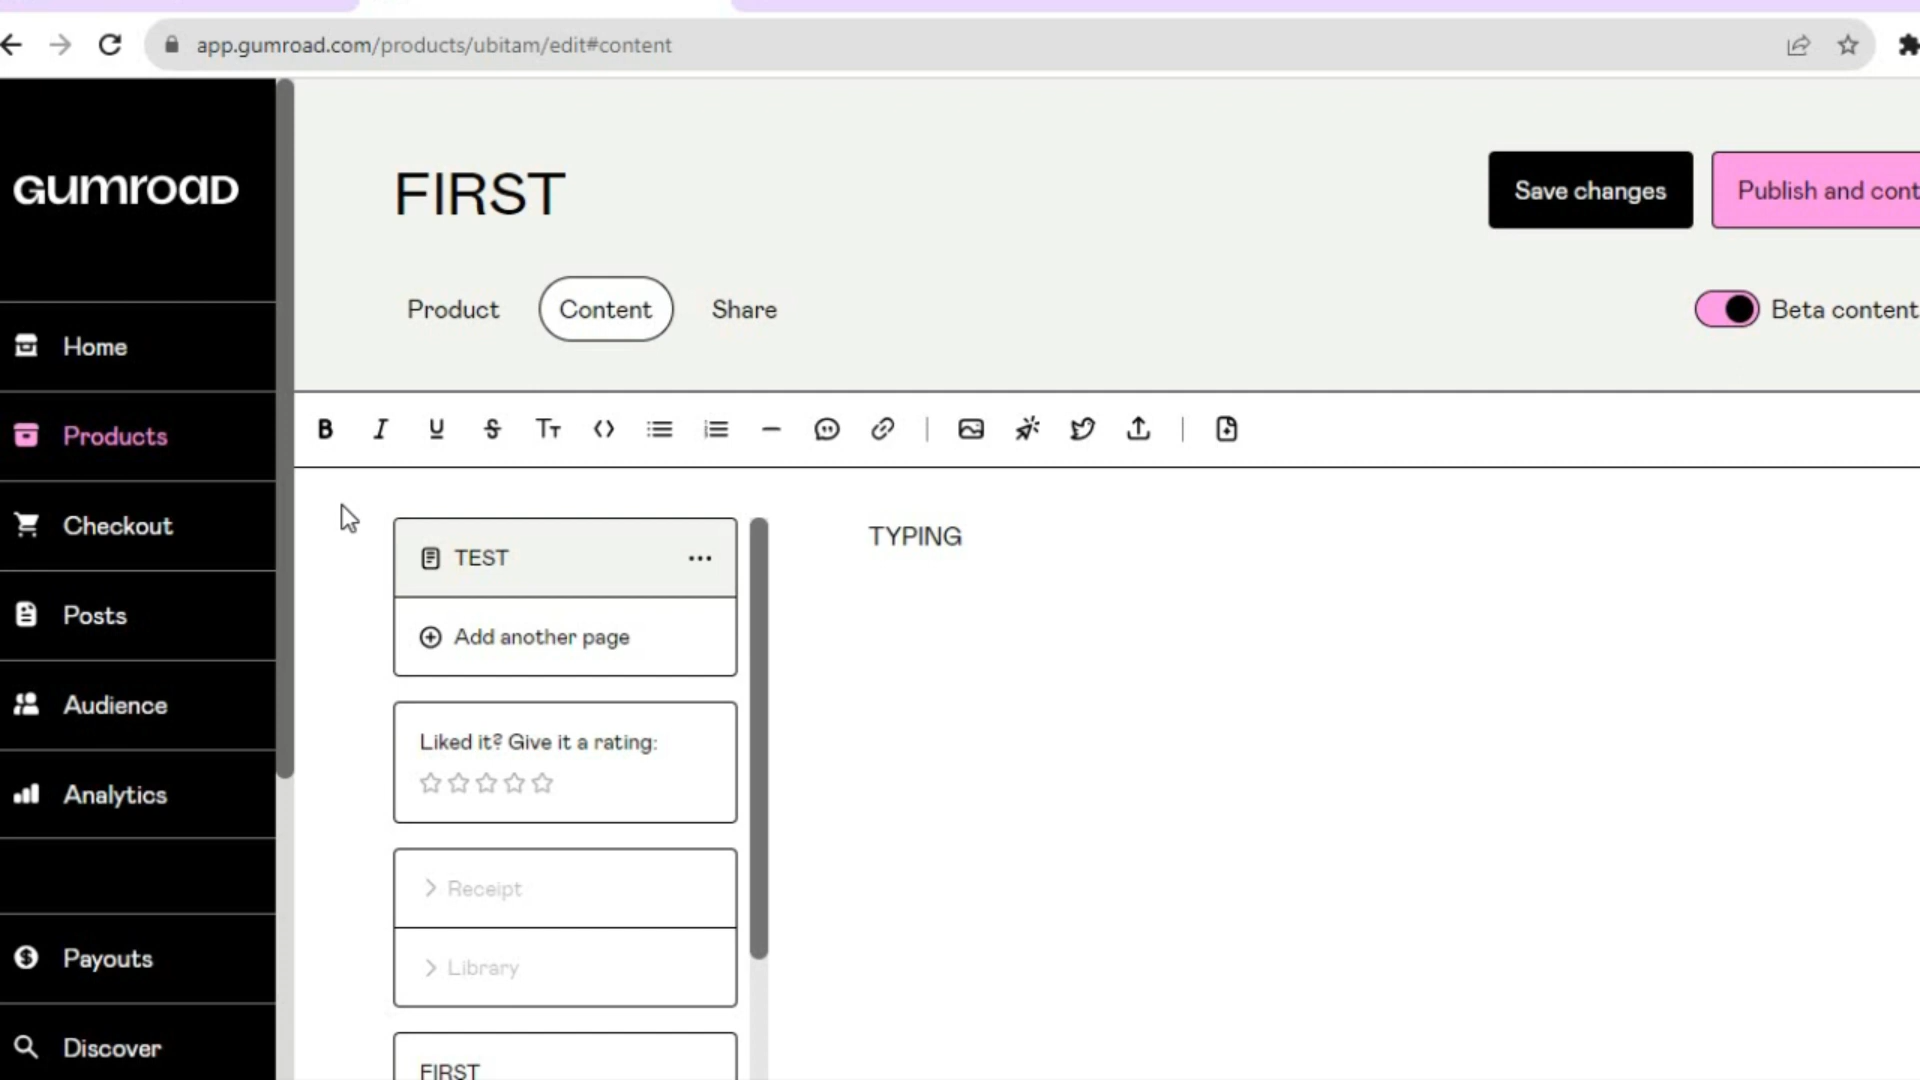 app.gumroad.com/products/ubitam/edit#content
GUMROAD
FIRST
Save changes
Publish and cont
Product
Content
Share
Beta content
Home
Products
Checkout
Posts
Audience
Analytics
Payouts
Discover
TEST
Add another page
Liked it? Give it a rating:
Receipt
Library
FIRST
TYPING